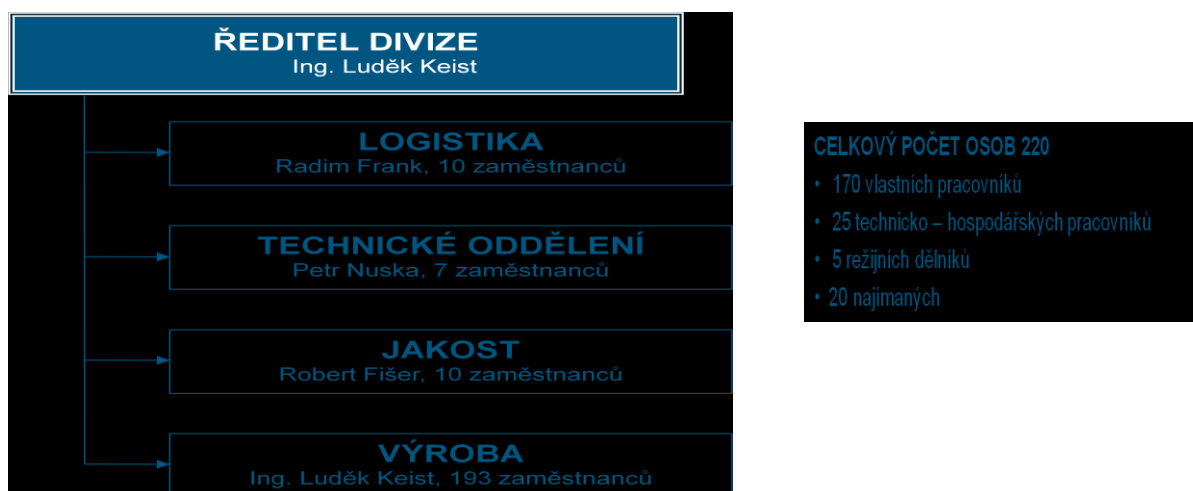 ŘEDITEL DIVIZE
Ing. Luděk Keist
LOGISTIKA
Radim Frank, 10 zaměstnanců
TECHNICKÉ ODDĚLENÍ
Petr Nuska, 7 zaměstnanců
JAKOST
Robert Fišer, 10 zaměstnanců
VÝROBA
Ing. Luděk Keist, 193 zaměstnanců
CELKOVÝ POČET OSOB 220
• 170 vlastních pracovníků
• 25 technicko – hospodářských pracovníků
• 5 režijních dělníků
• 20 najímaných